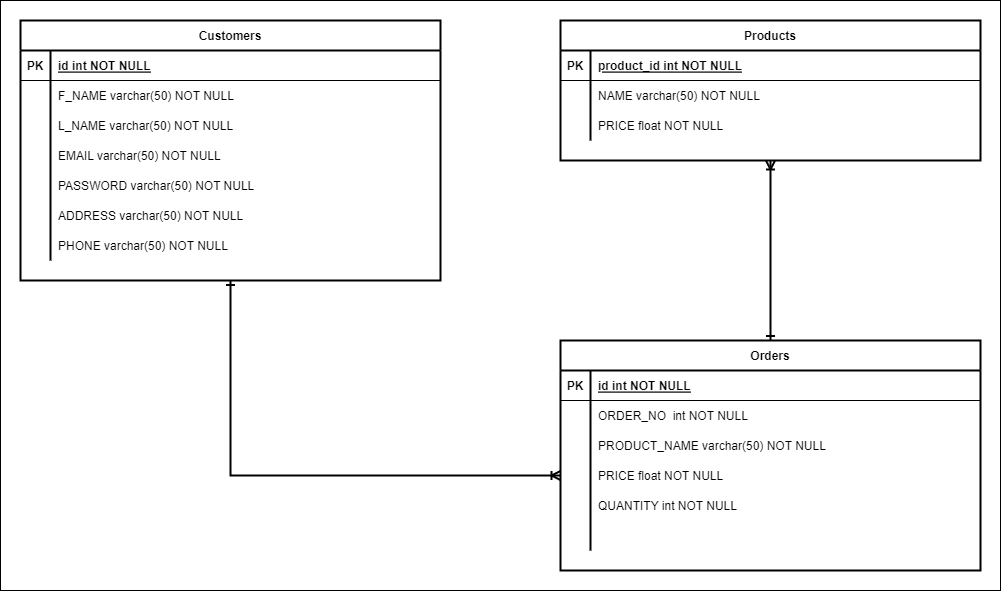 Customers
PK id int NOT NULL
F_NAME varchar(50) NOT NULL
L_NAME varchar(50) NOT NULL
EMAIL varchar(50) NOT NULL
PASSWORD varchar(50) NOT NULL
ADDRESS varchar(50) NOT NULL
PHONE varchar(50) NOT NULL
Products
PK product_id int NOT NULL
NAME varchar(50) NOT NULL
PRICE float NOT NULL
Orders
PK id int NOT NULL
ORDER_NO  int NOT NULL
PRODUCT_NAME varchar(50) NOT NULL
PRICE float NOT NULL
QUANTITY int NOT NULL